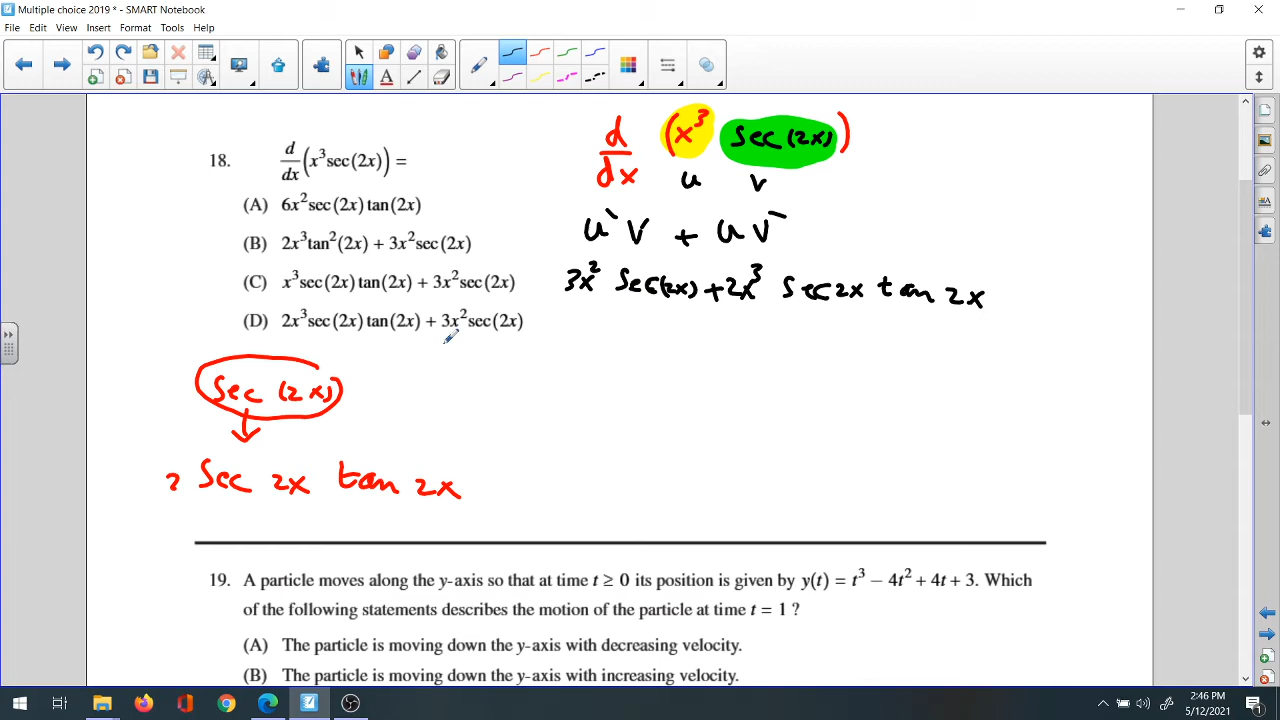 Multiple choice 2019 * - SMART Notebook
File Edit View Insert Format Tools Add-ons Help
d/dx (x³ sec(2x))
u v
18. d/dx (x³sec(2x)) =
(A) 6x²sec(2x)tan(2x)
u`v + uv`
(B) 2x³tan²(2x) + 3x²sec(2x)
(C) x³sec(2x)tan(2x) + 3x²sec(2x)
3x² sec(2x) + 2x³ sec2x tan 2x
(D) 2x³sec(2x)tan(2x) + 3x²sec(2x)
sec (2x)
2 sec 2x tan 2x
19. A particle moves along the y-axis so that at time t ≥ 0 its position is given by y(t) = t³ − 4t² + 4t + 3. Which
of the following statements describes the motion of the particle at time t = 1 ?
(A) The particle is moving down the y-axis with decreasing velocity.
(B) The particle is moving down the y-axis with increasing velocity.
2:46 PM
5/12/2021